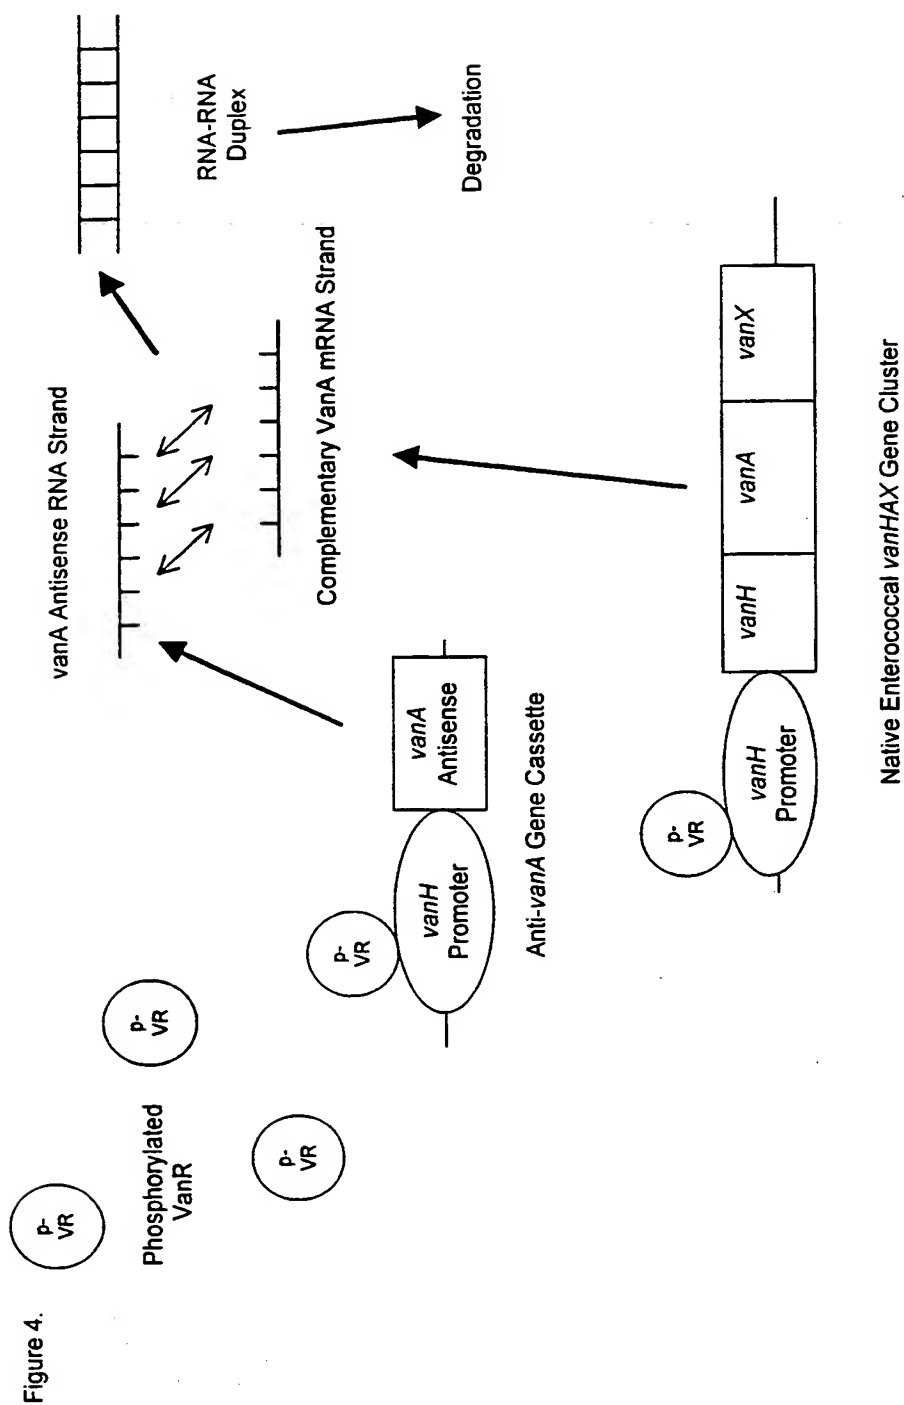 Figure 4.
p-
VR
Phosphorylated
VanR
p-
VR
p-
VR
vanA Antisense RNA Strand
Complementary VanA mRNA Strand
RNA-RNA
Duplex
Degradation
p-
VR
vanH
Promoter
vanA
Antisense
Anti-vanA Gene Cassette
p-
VR
vanH
Promoter
vanH
vanA
vanX
Native Enterococcal vanHAX Gene Cluster